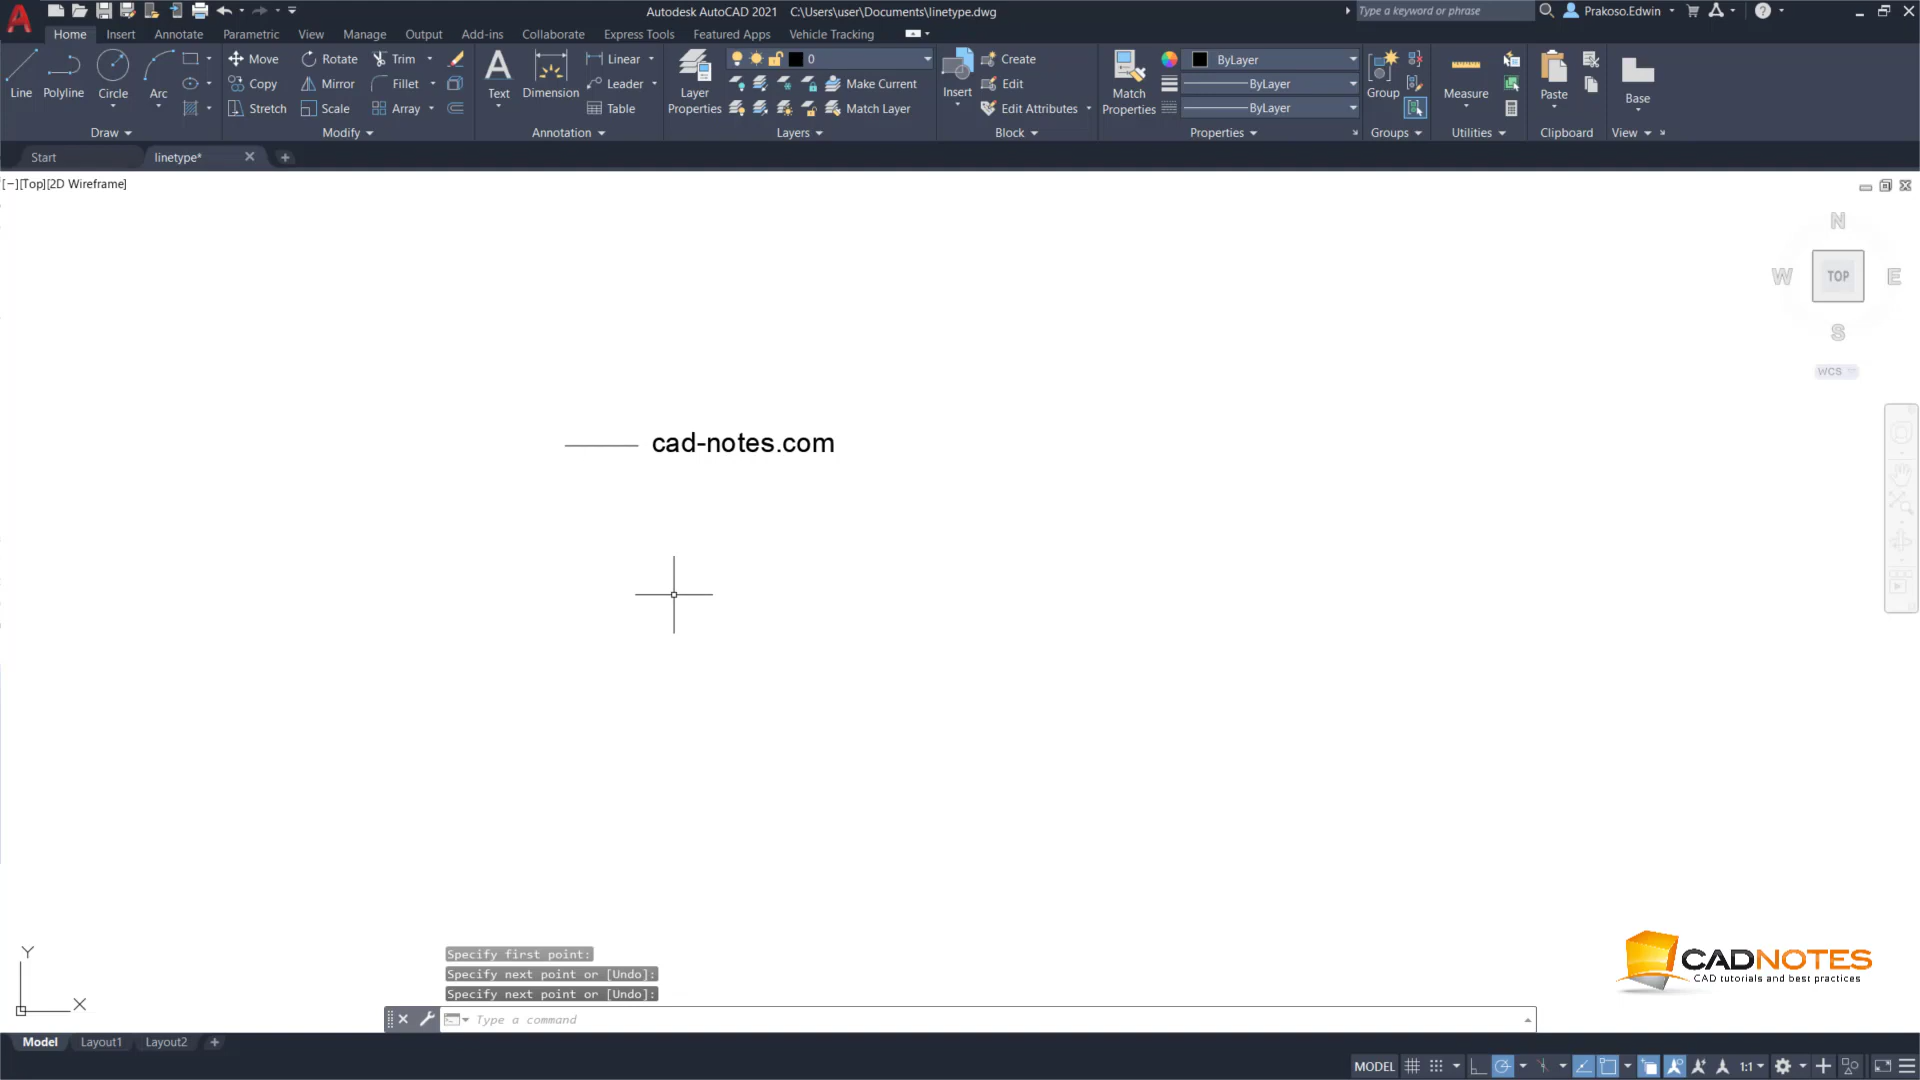 Autodesk AutoCAD 2021 C:\Users\user\Documents\linetype.dwg
Type a keyword or phrase
Prakoso.Edwin
Home Insert Annotate Parametric View Manage Output Add-ins Collaborate Express Tools Featured Apps Vehicle Tracking
Line Polyline Circle Arc
Move Rotate Trim
Copy Mirror Fillet
Stretch Scale Array
Text Dimension
Linear
Leader
Table
Layer Properties
0
Make Current
Match Layer
Insert
Create
Edit
Edit Attributes
Match Properties
ByLayer
ByLayer
ByLayer
Group
Measure
Paste
Base
Draw Modify Annotation Layers Block Properties Groups Utilities Clipboard View
Start linetype*
[−][Top][2D Wireframe]
N
W TOP E
S
WCS
cad-notes.com
Y
X
Specify first point:
Specify next point or [Undo]:
Specify next point or [Undo]:
Type a command
CADNOTES
CAD tutorials and best practices
Model Layout1 Layout2
MODEL 1:1